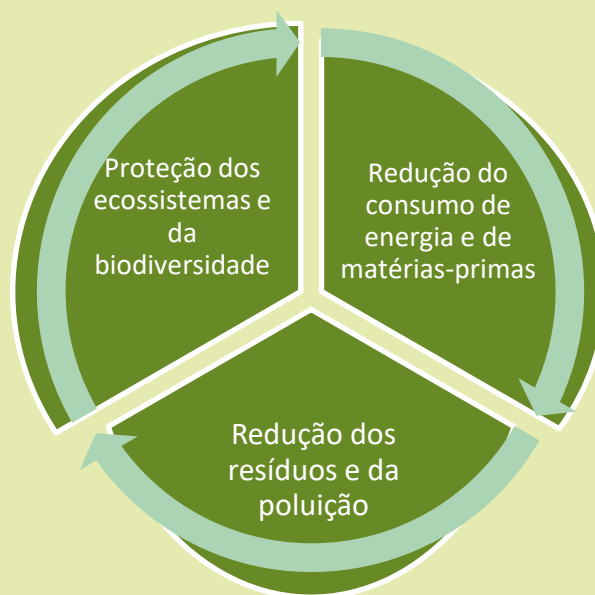 Proteção dos
ecossistemas e
da
biodiversidade
Redução do
consumo de
energia e de
matérias-primas
Redução dos
resíduos e da
poluição